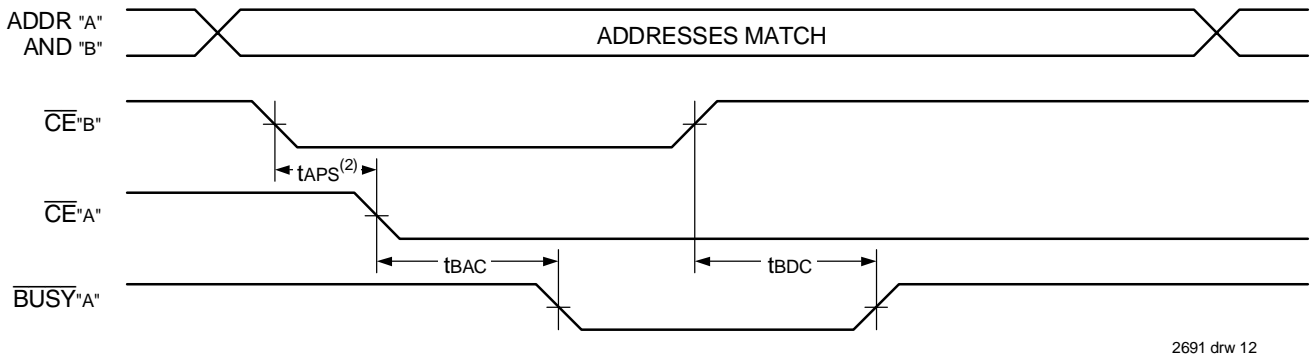 ADDR "A"
AND "B"
ADDRESSES MATCH
CE"B"
tAPS(2)
CE"A"
tBAC
tBDC
BUSY"A"
2691 drw 12